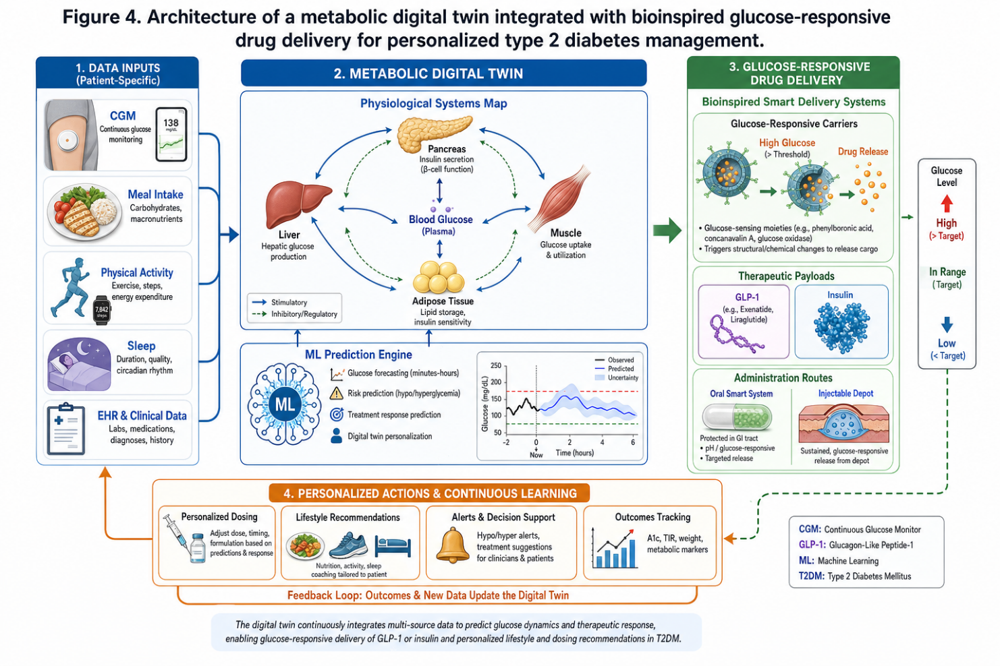 Figure 4. Architecture of a metabolic digital twin integrated with bioinspired glucose-responsive
drug delivery for personalized type 2 diabetes management.
1. DATA INPUTS
(Patient-Specific)
CGM
Continuous glucose
monitoring
138
mg/dL
Meal Intake
Carbohydrates,
macronutrients
Physical Activity
Exercise, steps,
energy expenditure
7,842
steps
Sleep
Duration, quality,
circadian rhythm
EHR & Clinical Data
Labs, medications,
diagnoses, history
2. METABOLIC DIGITAL TWIN
Physiological Systems Map
Pancreas
Insulin secretion
(β-cell function)
Liver
Hepatic glucose
production
Blood Glucose
(Plasma)
Muscle
Glucose uptake
& utilization
Adipose Tissue
Lipid storage,
insulin sensitivity
Stimulatory
Inhibitory/Regulatory
ML Prediction Engine
ML
Glucose forecasting (minutes-hours)
Risk prediction (hypo/hyperglycemia)
Treatment response prediction
Digital twin personalization
Observed
Predicted
Uncertainty
Glucose (mg/dL)
250
200
150
100
50
-2
0
2
4
6
Now
Time (hours)
3. GLUCOSE-RESPONSIVE
DRUG DELIVERY
Bioinspired Smart Delivery Systems
Glucose-Responsive Carriers
High Glucose
(> Threshold)
Drug Release
• Glucose-sensing moieties (e.g., phenylboronic acid,
concanavalin A, glucose oxidase)
• Triggers structural/chemical changes to release cargo
Therapeutic Payloads
GLP-1
(e.g., Exenatide,
Liraglutide)
Insulin
Administration Routes
Oral Smart System
Protected in GI tract
• pH / glucose-responsive
• Targeted release
Injectable Depot
Sustained, glucose-responsive
release from depot
Glucose
Level
High
(> Target)
In Range
(Target)
Low
(< Target)
4. PERSONALIZED ACTIONS & CONTINUOUS LEARNING
Personalized Dosing
Adjust dose, timing,
formulation based on
predictions & response
Lifestyle Recommendations
Nutrition, activity, sleep
coaching tailored to patient
Alerts & Decision Support
Hypo/hyper alerts,
treatment suggestions
for clinicians & patients
Outcomes Tracking
A1c, TIR, weight,
metabolic markers
Feedback Loop: Outcomes & New Data Update the Digital Twin
CGM: Continuous Glucose Monitor
GLP-1: Glucagon-Like Peptide-1
ML: Machine Learning
T2DM: Type 2 Diabetes Mellitus
The digital twin continuously integrates multi-source data to predict glucose dynamics and therapeutic response,
enabling glucose-responsive delivery of GLP-1 or insulin and personalized lifestyle and dosing recommendations in T2DM.